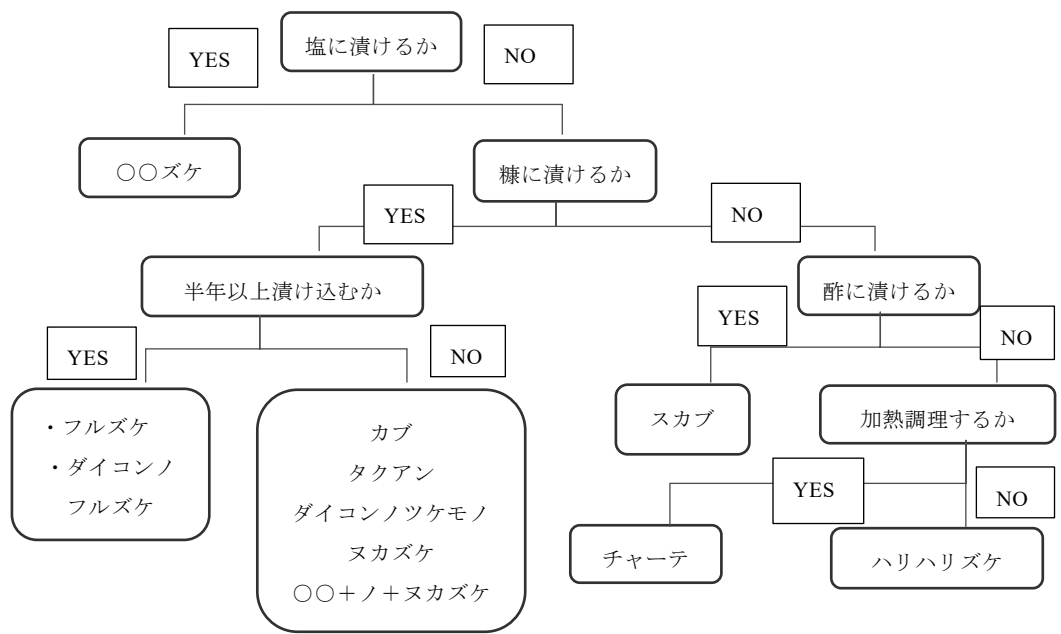 塩に漬けるか
YES
NO
○○ズケ
糠に漬けるか
YES
NO
半年以上漬け込むか
酢に漬けるか
YES
NO
YES
NO
・フルズケ
・ダイコンノ
フルズケ
カブ
タクアン
ダイコンノツケモノ
ヌカズケ
○○+ノ+ヌカズケ
スカブ
加熱調理するか
YES
NO
チャーテ
ハリハリズケ